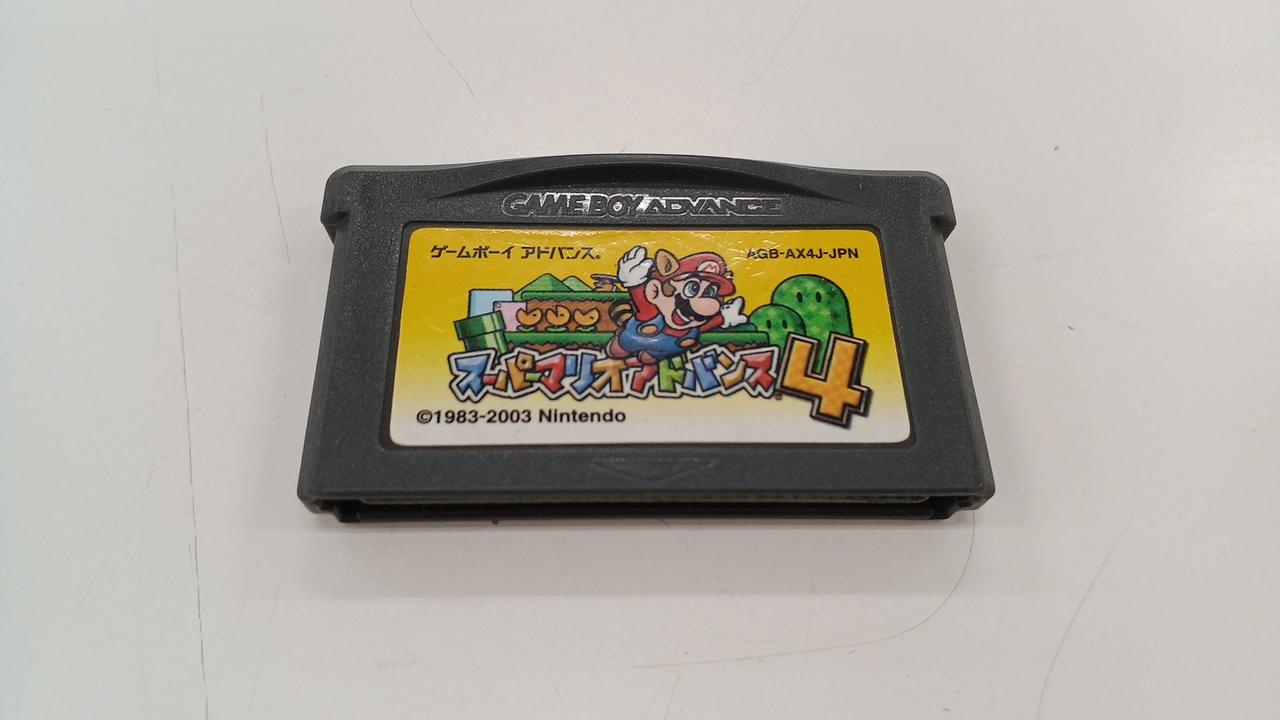 GAME BOY ADVANCE
ゲームボーイ アドバンス®
AGB-AX4J-JPN
M
スーパーマリオアドバンス4
©1983-2003 Nintendo